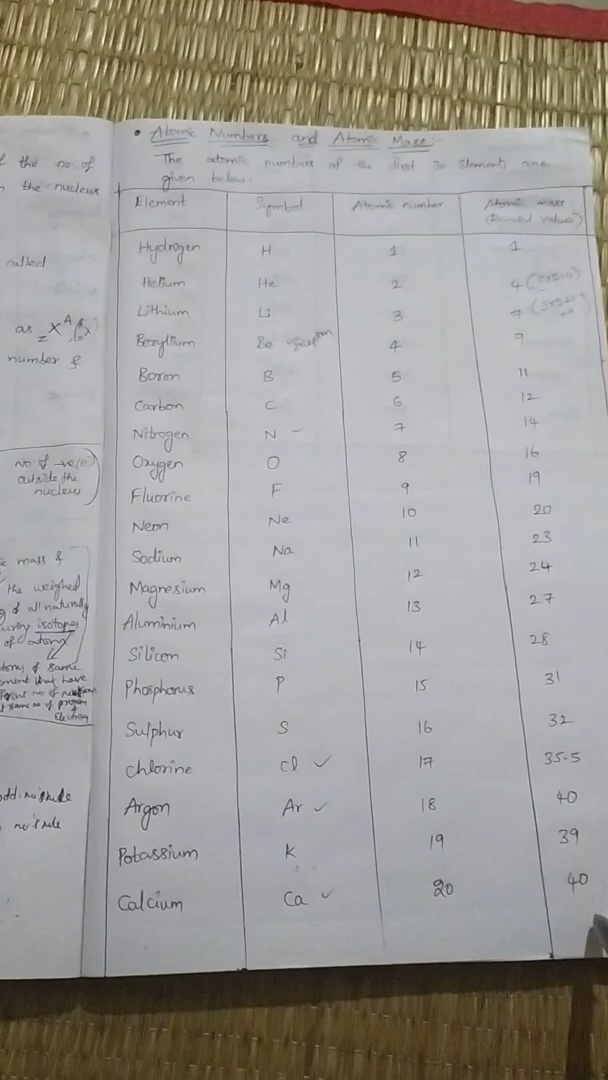 • Atomic Numbers and Atomic Mass:-
The atomic numbers of the first 30 Elements are
given below.
Element Symbol Atomic number Atomic mass
(Rounded values)
Hydrogen H 1 1
Helium He 2 4
Lithium Li 3 7
Beryllium Be 4 9
Boron B 5 11
Carbon C 6 12
Nitrogen N 7 14
Oxygen O 8 16
Fluorine F 9 19
Neon Ne 10 20
Sodium Na 11 23
Magnesium Mg 12 24
Aluminium Al 13 27
Silicon Si 14 28
Phosphorus P 15 31
Sulphur S 16 32
Chlorine Cl ✓ 17 35.5
Argon Ar ✓ 18 40
Potassium K 19 39
Calcium Ca ✓ 20 40
the no of
the nucleus
called
as
number &
no of -ve(e)
outside the
nucleus
mass &
the weighed
of all naturally
isotopes
of atom
of same
that have
no of
same no of